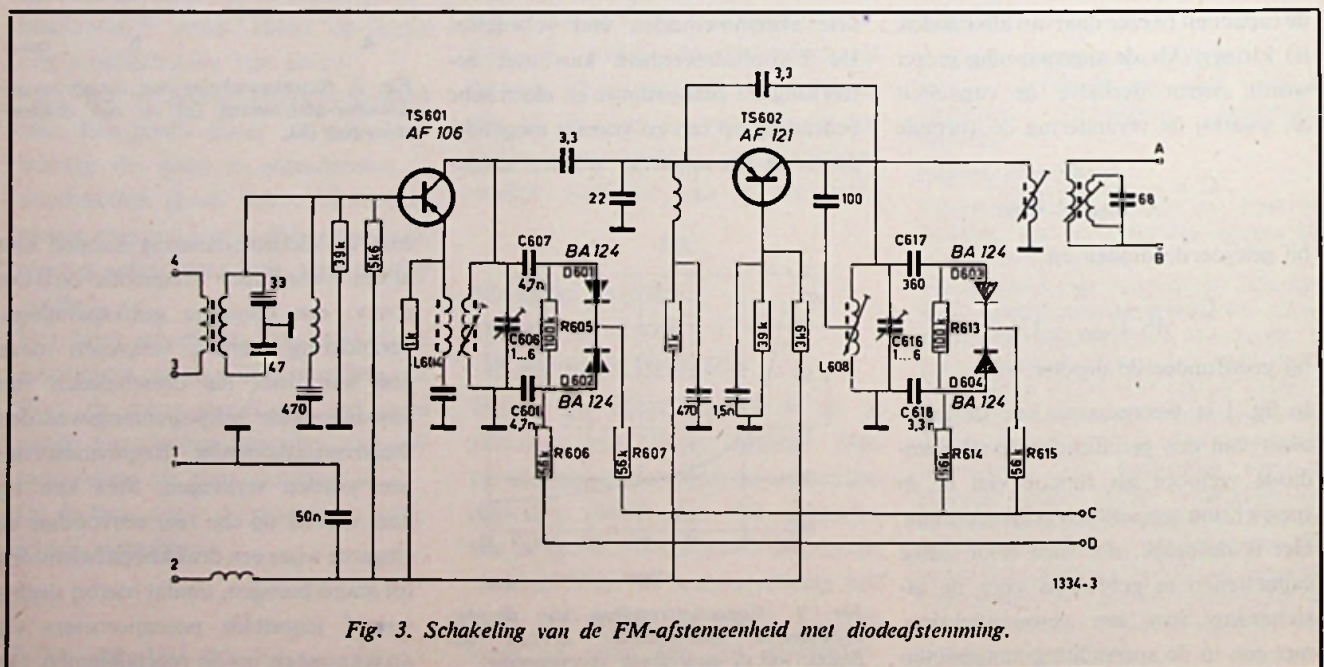 3,3
TS601
AF 106
TS602
AF 121
3,3
22
100
A
68
B
4
33
39k
5k6
C607
4,7n
BA 124
D601
C617
360
BA 124
D603
3
47
470
1k
L604
C606
1...6
100k
R605
1k
39k
3k9
L608
C616
1...6
100k
R613
D602
BA 124
4,7n
470
1,5n
D604
BA 124
C618
3,3n
R606
56k
R607
R614
56k
R615
1
50n
C
D
2
1334-3
Fig. 3. Schakeling van de FM-afstemeenheid met diodeafstemming.